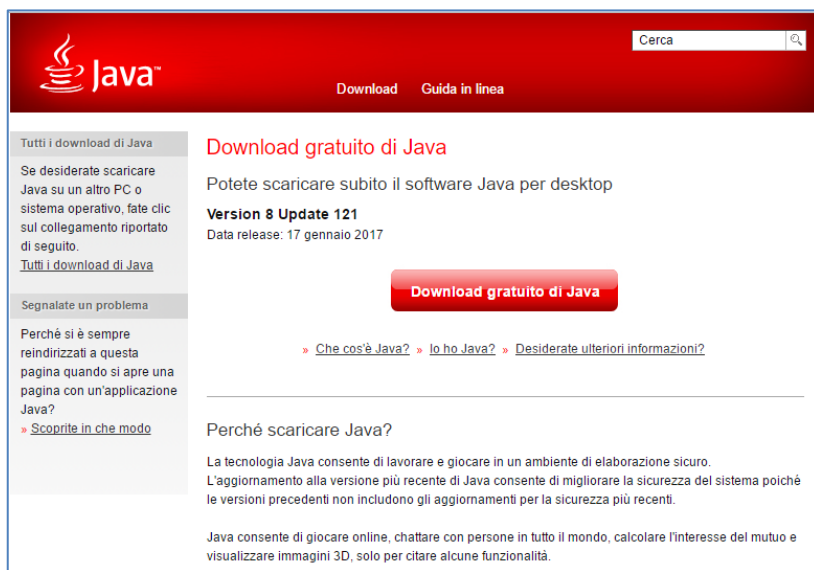 Cerca
Java™
Download Guida in linea
Tutti i download di Java
Se desiderate scaricare
Java su un altro PC o
sistema operativo, fate clic
sul collegamento riportato
di seguito.
Tutti i download di Java
Segnalate un problema
Perché si è sempre
reindirizzati a questa
pagina quando si apre una
pagina con un'applicazione
Java?
» Scoprite in che modo
Download gratuito di Java
Potete scaricare subito il software Java per desktop
Version 8 Update 121
Data release: 17 gennaio 2017
Download gratuito di Java
» Che cos'è Java? » Io ho Java? » Desiderate ulteriori informazioni?
Perché scaricare Java?
La tecnologia Java consente di lavorare e giocare in un ambiente di elaborazione sicuro.
L'aggiornamento alla versione più recente di Java consente di migliorare la sicurezza del sistema poiché
le versioni precedenti non includono gli aggiornamenti per la sicurezza più recenti.
Java consente di giocare online, chattare con persone in tutto il mondo, calcolare l'interesse del mutuo e
visualizzare immagini 3D, solo per citare alcune funzionalità.